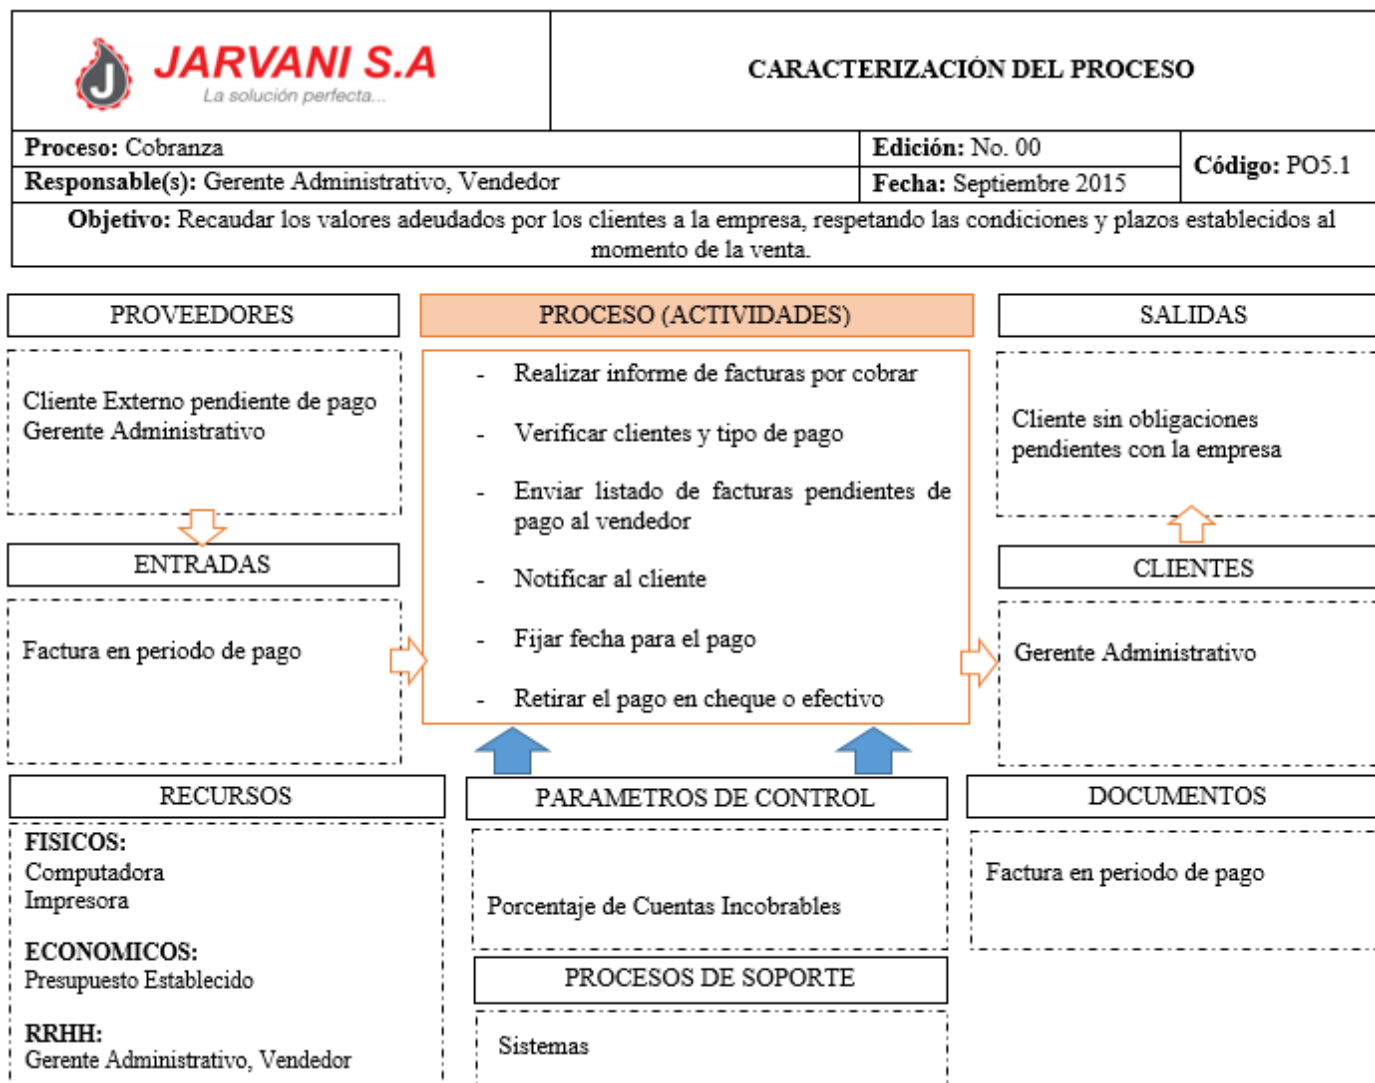 JARVANI S.A
La solución perfecta...
CARACTERIZACIÓN DEL PROCESO
Proceso: Cobranza
Edición: No. 00
Código: PO5.1
Responsable(s): Gerente Administrativo, Vendedor
Fecha: Septiembre 2015
Objetivo: Recaudar los valores adeudados por los clientes a la empresa, respetando las condiciones y plazos establecidos al
momento de la venta.
PROVEEDORES
Cliente Externo pendiente de pago
Gerente Administrativo
ENTRADAS
Factura en periodo de pago
PROCESO (ACTIVIDADES)
- Realizar informe de facturas por cobrar
- Verificar clientes y tipo de pago
- Enviar listado de facturas pendientes de
pago al vendedor
- Notificar al cliente
- Fijar fecha para el pago
- Retirar el pago en cheque o efectivo
SALIDAS
Cliente sin obligaciones
pendientes con la empresa
CLIENTES
Gerente Administrativo
RECURSOS
FISICOS:
Computadora
Impresora
ECONOMICOS:
Presupuesto Establecido
RRHH:
Gerente Administrativo, Vendedor
PARAMETROS DE CONTROL
Porcentaje de Cuentas Incobrables
PROCESOS DE SOPORTE
Sistemas
DOCUMENTOS
Factura en periodo de pago